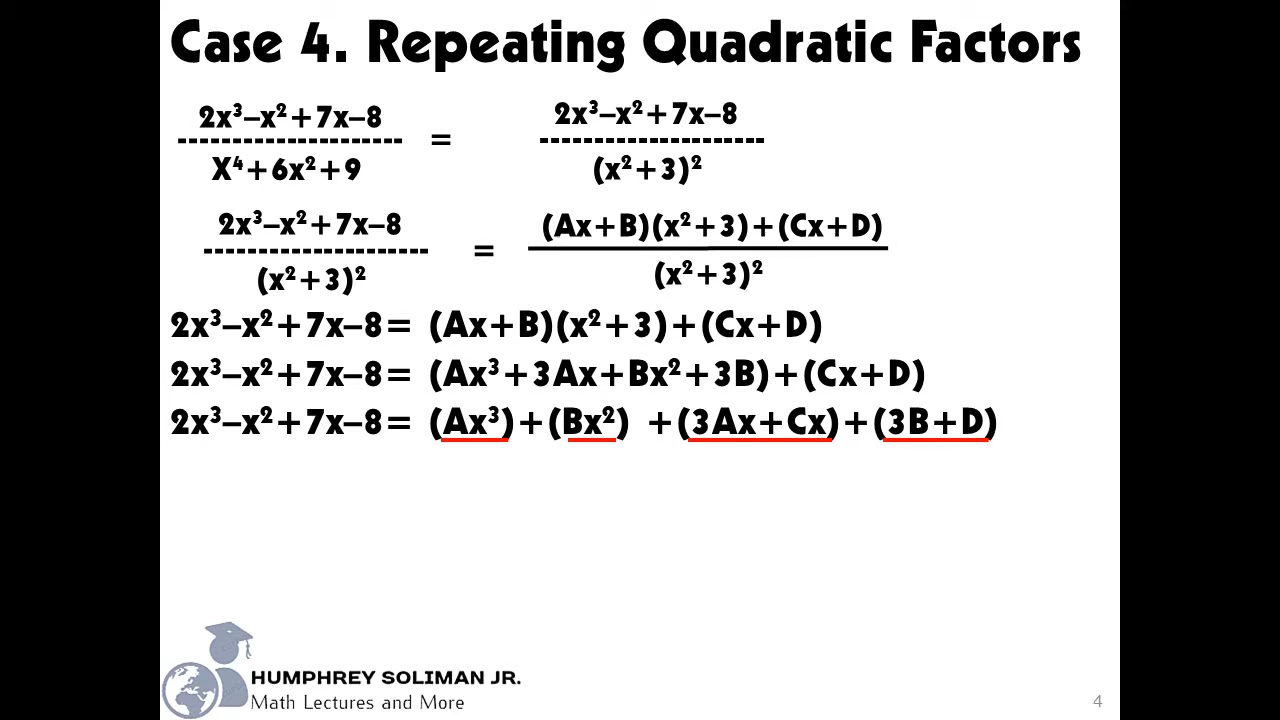 Case 4. Repeating Quadratic Factors
2x³–x²+7x–8 = 2x³–x²+7x–8
X⁴+6x²+9 (x²+3)²
2x³–x²+7x–8 = (Ax+B)(x²+3)+(Cx+D)
(x²+3)² (x²+3)²
2x³–x²+7x–8= (Ax+B)(x²+3)+(Cx+D)
2x³–x²+7x–8= (Ax³+3Ax+Bx²+3B)+(Cx+D)
2x³–x²+7x–8= (Ax³)+(Bx²) +(3Ax+Cx)+(3B+D)
HUMPHREY SOLIMAN JR.
Math Lectures and More
4